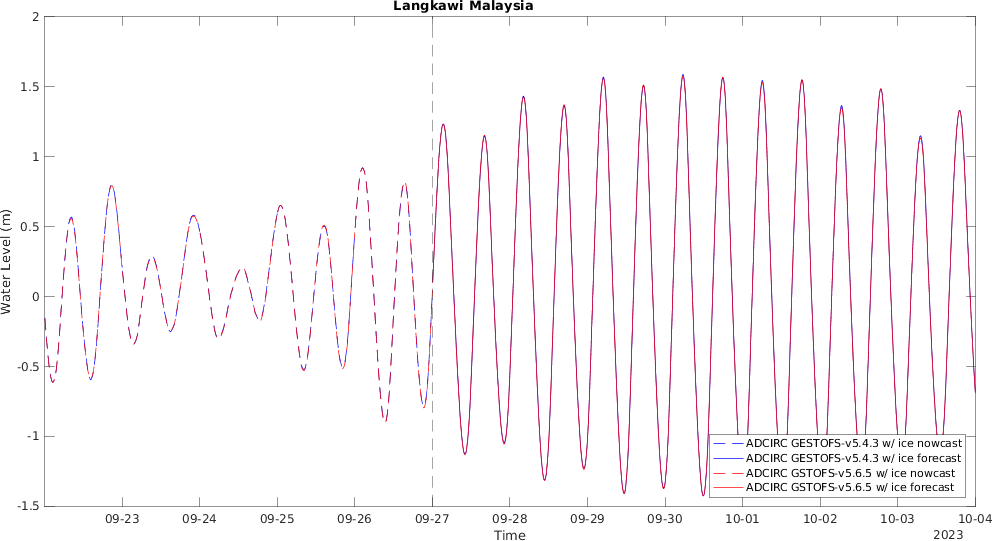 Langkawi Malaysia
2
1.5
1
0.5
0
-0.5
-1
-1.5
Water Level (m)
ADCIRC GESTOFS-v5.4.3 w/ ice nowcast
ADCIRC GESTOFS-v5.4.3 w/ ice forecast
ADCIRC GSTOFS-v5.6.5 w/ ice nowcast
ADCIRC GSTOFS-v5.6.5 w/ ice forecast
09-23 09-24 09-25 09-26 09-27 09-28 09-29 09-30 10-01 10-02 10-03 10-04
Time
2023